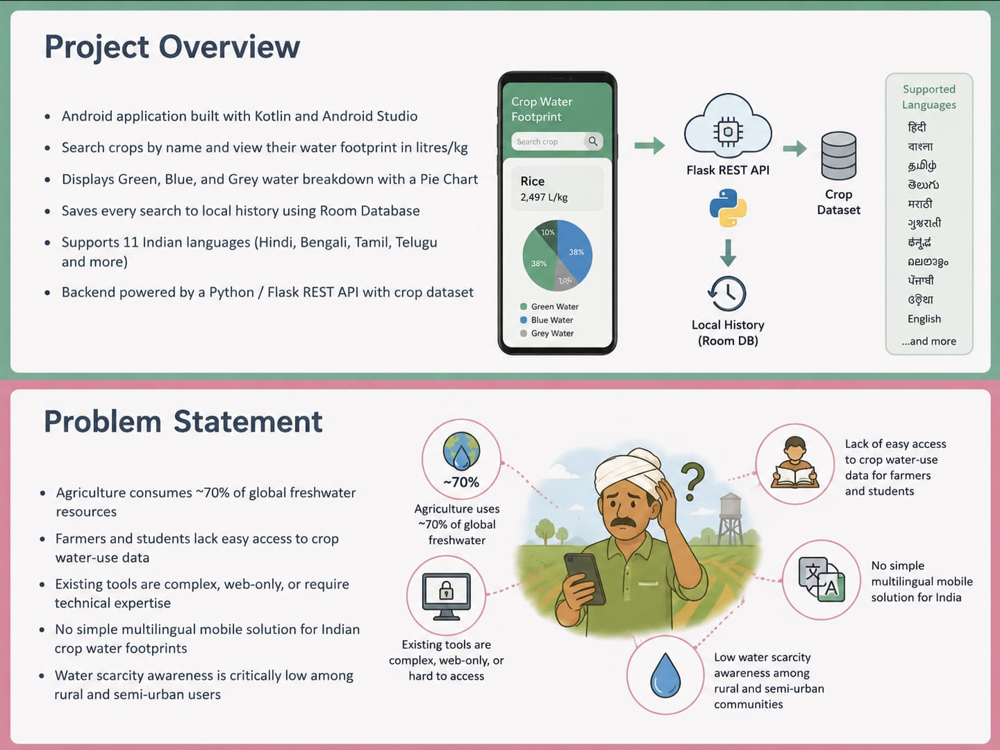 Project Overview
• Android application built with Kotlin and Android Studio
• Search crops by name and view their water footprint in litres/kg
• Displays Green, Blue, and Grey water breakdown with a Pie Chart
• Saves every search to local history using Room Database
• Supports 11 Indian languages (Hindi, Bengali, Tamil, Telugu
and more)
• Backend powered by a Python / Flask REST API with crop dataset
Crop Water
Footprint
Search crop
Rice
2,497 L/kg
10%
38%
38%
Green Water
Blue Water
Grey Water
Flask REST API
Crop
Dataset
Local History
(Room DB)
Supported
Languages
हिंदी
বাংলা
தமிழ்
తెలుగు
मराठी
ગુજરાતી
ਪੰਜਾਬੀ
English
...and more
Problem Statement
• Agriculture consumes ~70% of global freshwater
resources
• Farmers and students lack easy access to crop
water-use data
• Existing tools are complex, web-only, or require
technical expertise
• No simple multilingual mobile solution for Indian
crop water footprints
• Water scarcity awareness is critically low among
rural and semi-urban users
~70%
Agriculture uses
~70% of global
freshwater
Existing tools are
complex, web-only, or
hard to access
?
Lack of easy access
to crop water-use
data for farmers
and students
文
A
No simple
multilingual mobile
solution for India
Low water scarcity
awareness among
rural and semi-urban
communities